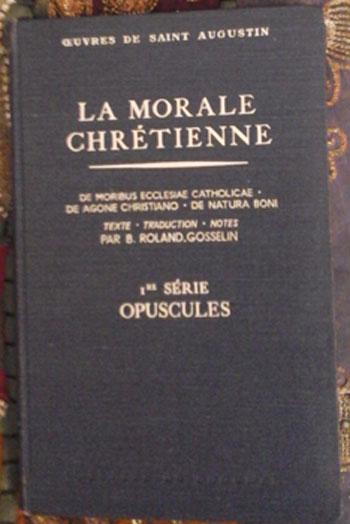 ŒUVRES DE SAINT AUGUSTIN
LA MORALE
CHRÉTIENNE
DE MORIBUS ECCLESIAE CATHOLICAE •
DE AGONE CHRISTIANO • DE NATURA BONI
TEXTE • TRADUCTION • NOTES
PAR B. ROLAND.GOSSELIN
1RE SÉRIE
OPUSCULES